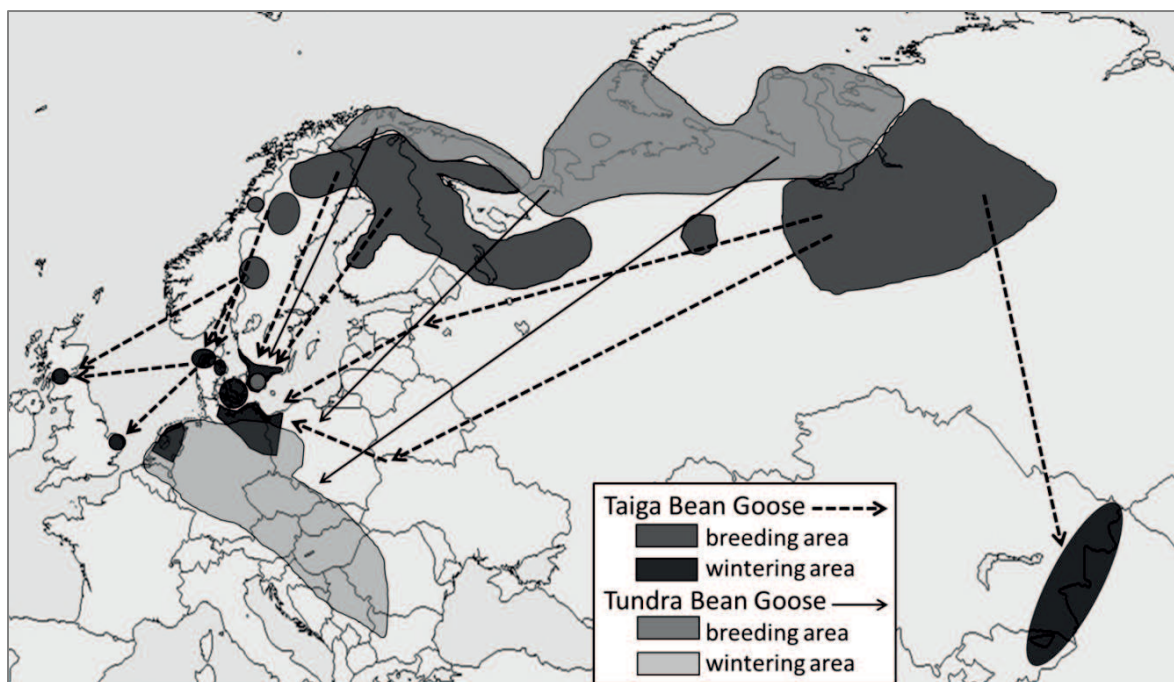 Taiga Bean Goose
breeding area
wintering area
Tundra Bean Goose
breeding area
wintering area